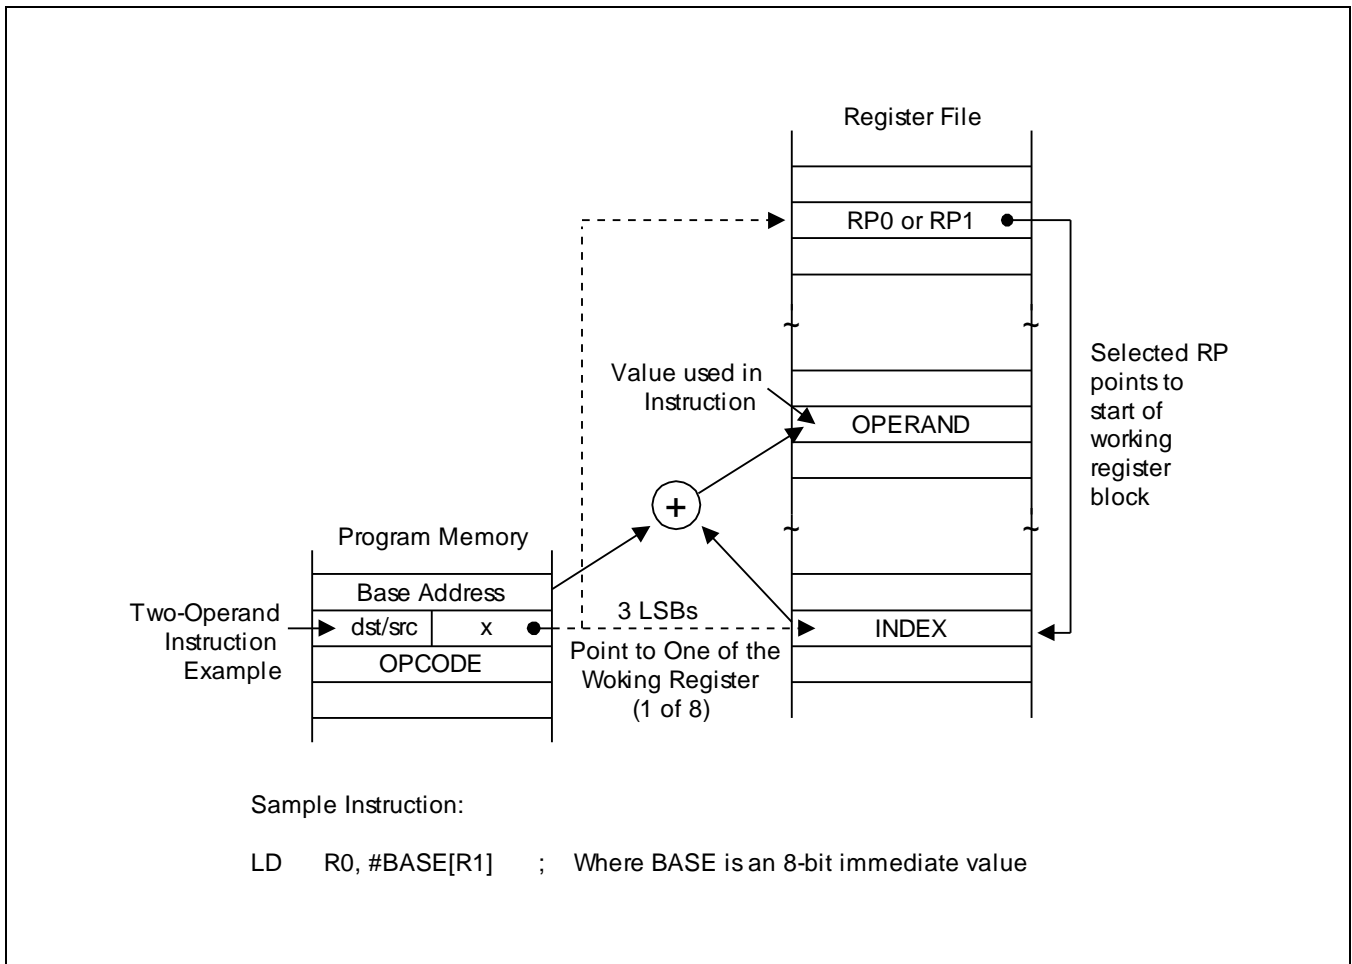 Register File
RP0 or RP1
Selected RP
points to
start of
working
register
block
Value used in
Instruction
OPERAND
+
Program Memory
Base Address
Two-Operand
Instruction
Example
dst/src
x
3 LSBs
INDEX
OPCODE
Point to One of the
Woking Register
(1 of 8)
~
~
~
~
Sample Instruction:
LD R0, #BASE[R1] ; Where BASE is an 8-bit immediate value